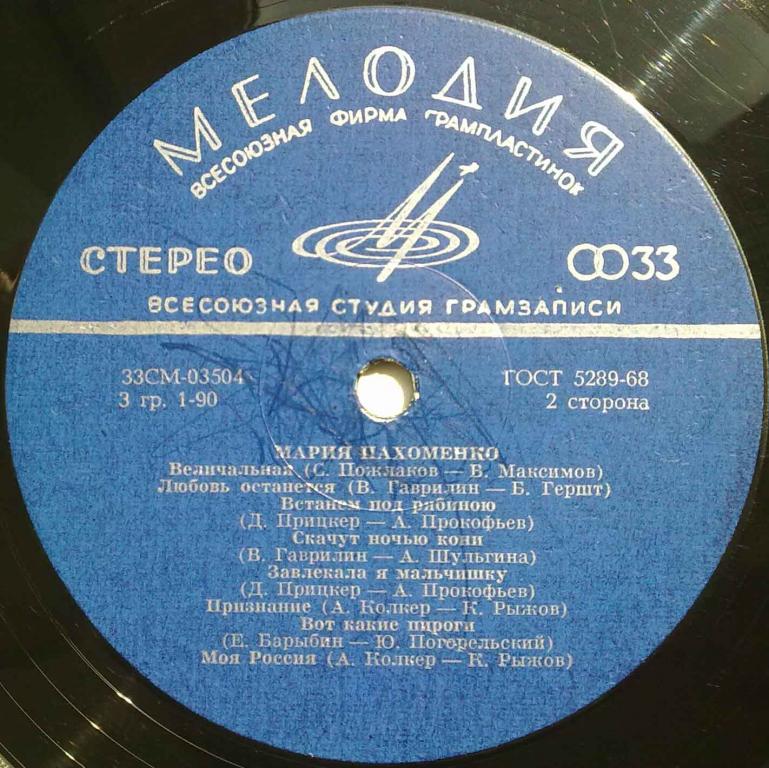 МЕЛОДИЯ
ВСЕСОЮЗНАЯ ФИРМА ГРАМПЛАСТИНОК
СТЕРЕО
33
ВСЕСОЮЗНАЯ СТУДИЯ ГРАМЗАПИСИ
33СМ-03504
ГОСТ 5289-68
3 гр. 1-90
2 сторона
МАРИЯ ПАХОМЕНКО
Величальная (С. Пожлаков — В. Максимов)
Любовь останется (В. Гаврилин — Б. Гершт)
Встанем под рябиною
(Д. Прицкер — А. Прокофьев)
Скачут ночью кони
(В. Гаврилин — А. Шульгина)
Завлекала я мальчишку
(Д. Прицкер — А. Прокофьев)
Признание (А. Колкер — К. Рыжов)
Вот какие пироги
(Е. Барыбин — Ю. Погорельский)
Моя Россия (А. Колкер — К. Рыжов)